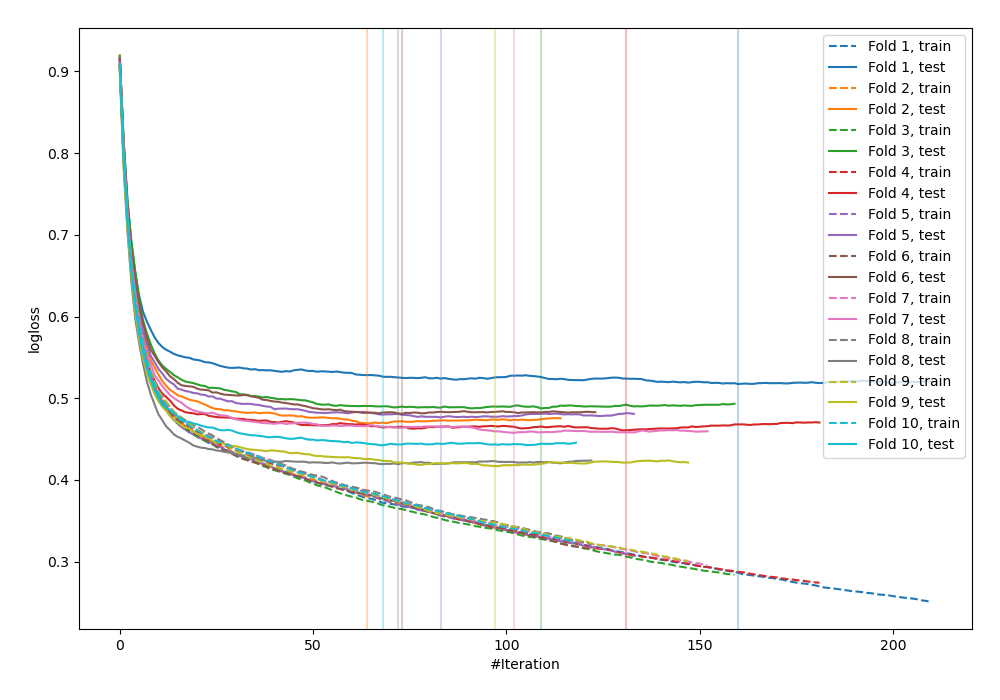 0.9
0.8
0.7
0.6
0.5
0.4
0.3
logloss
0
50
100
150
200
#Iteration
Fold 1, train
Fold 1, test
Fold 2, train
Fold 2, test
Fold 3, train
Fold 3, test
Fold 4, train
Fold 4, test
Fold 5, train
Fold 5, test
Fold 6, train
Fold 6, test
Fold 7, train
Fold 7, test
Fold 8, train
Fold 8, test
Fold 9, train
Fold 9, test
Fold 10, train
Fold 10, test